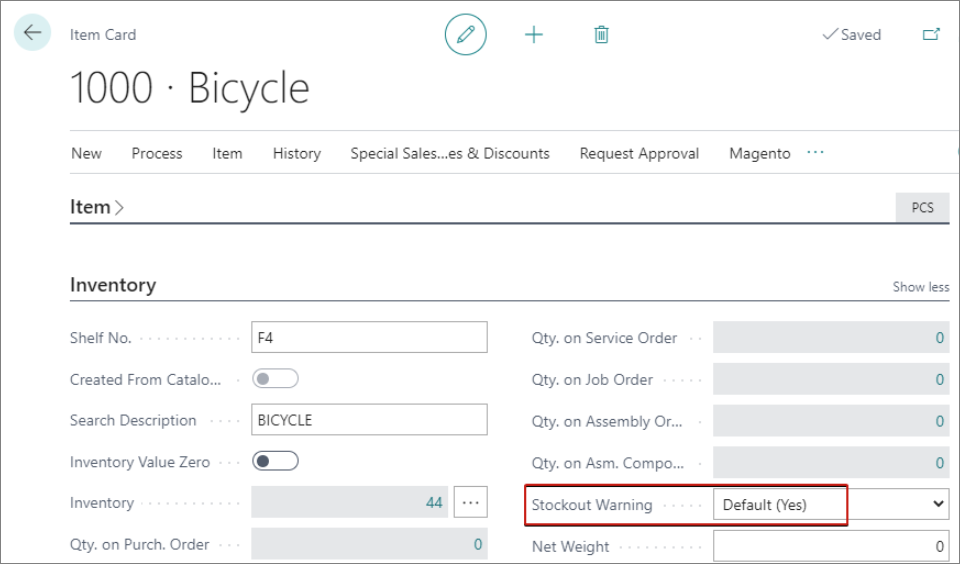 Item Card
Saved
1000 · Bicycle
New Process Item History Special Sales...es & Discounts Request Approval Magento ...
Item
PCS
Inventory
Show less
Shelf No. F4
Created From Catalo...
Search Description BICYCLE
Inventory Value Zero
Inventory 44 ...
Qty. on Purch. Order 0
Qty. on Service Order 0
Qty. on Job Order 0
Qty. on Assembly Or... 0
Qty. on Asm. Compo... 0
Stockout Warning Default (Yes)
Net Weight 0